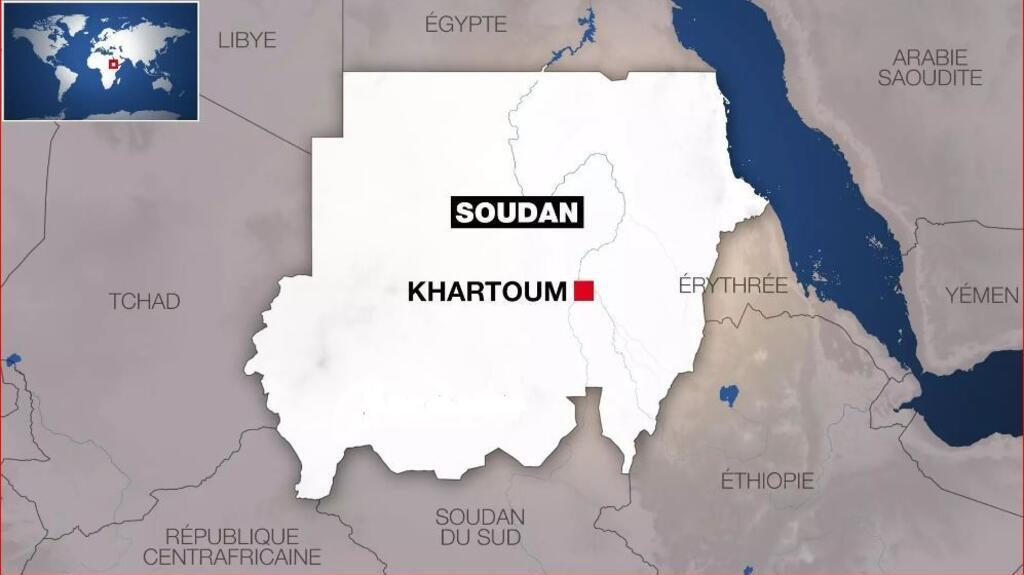 LIBYE
ÉGYPTE
ARABIE
SAOUDITE
SOUDAN
KHARTOUM
ÉRYTHRÉE
TCHAD
YÉMEN
ÉTHIOPIE
SOUDAN
DU SUD
RÉPUBLIQUE
CENTRAFRICAINE